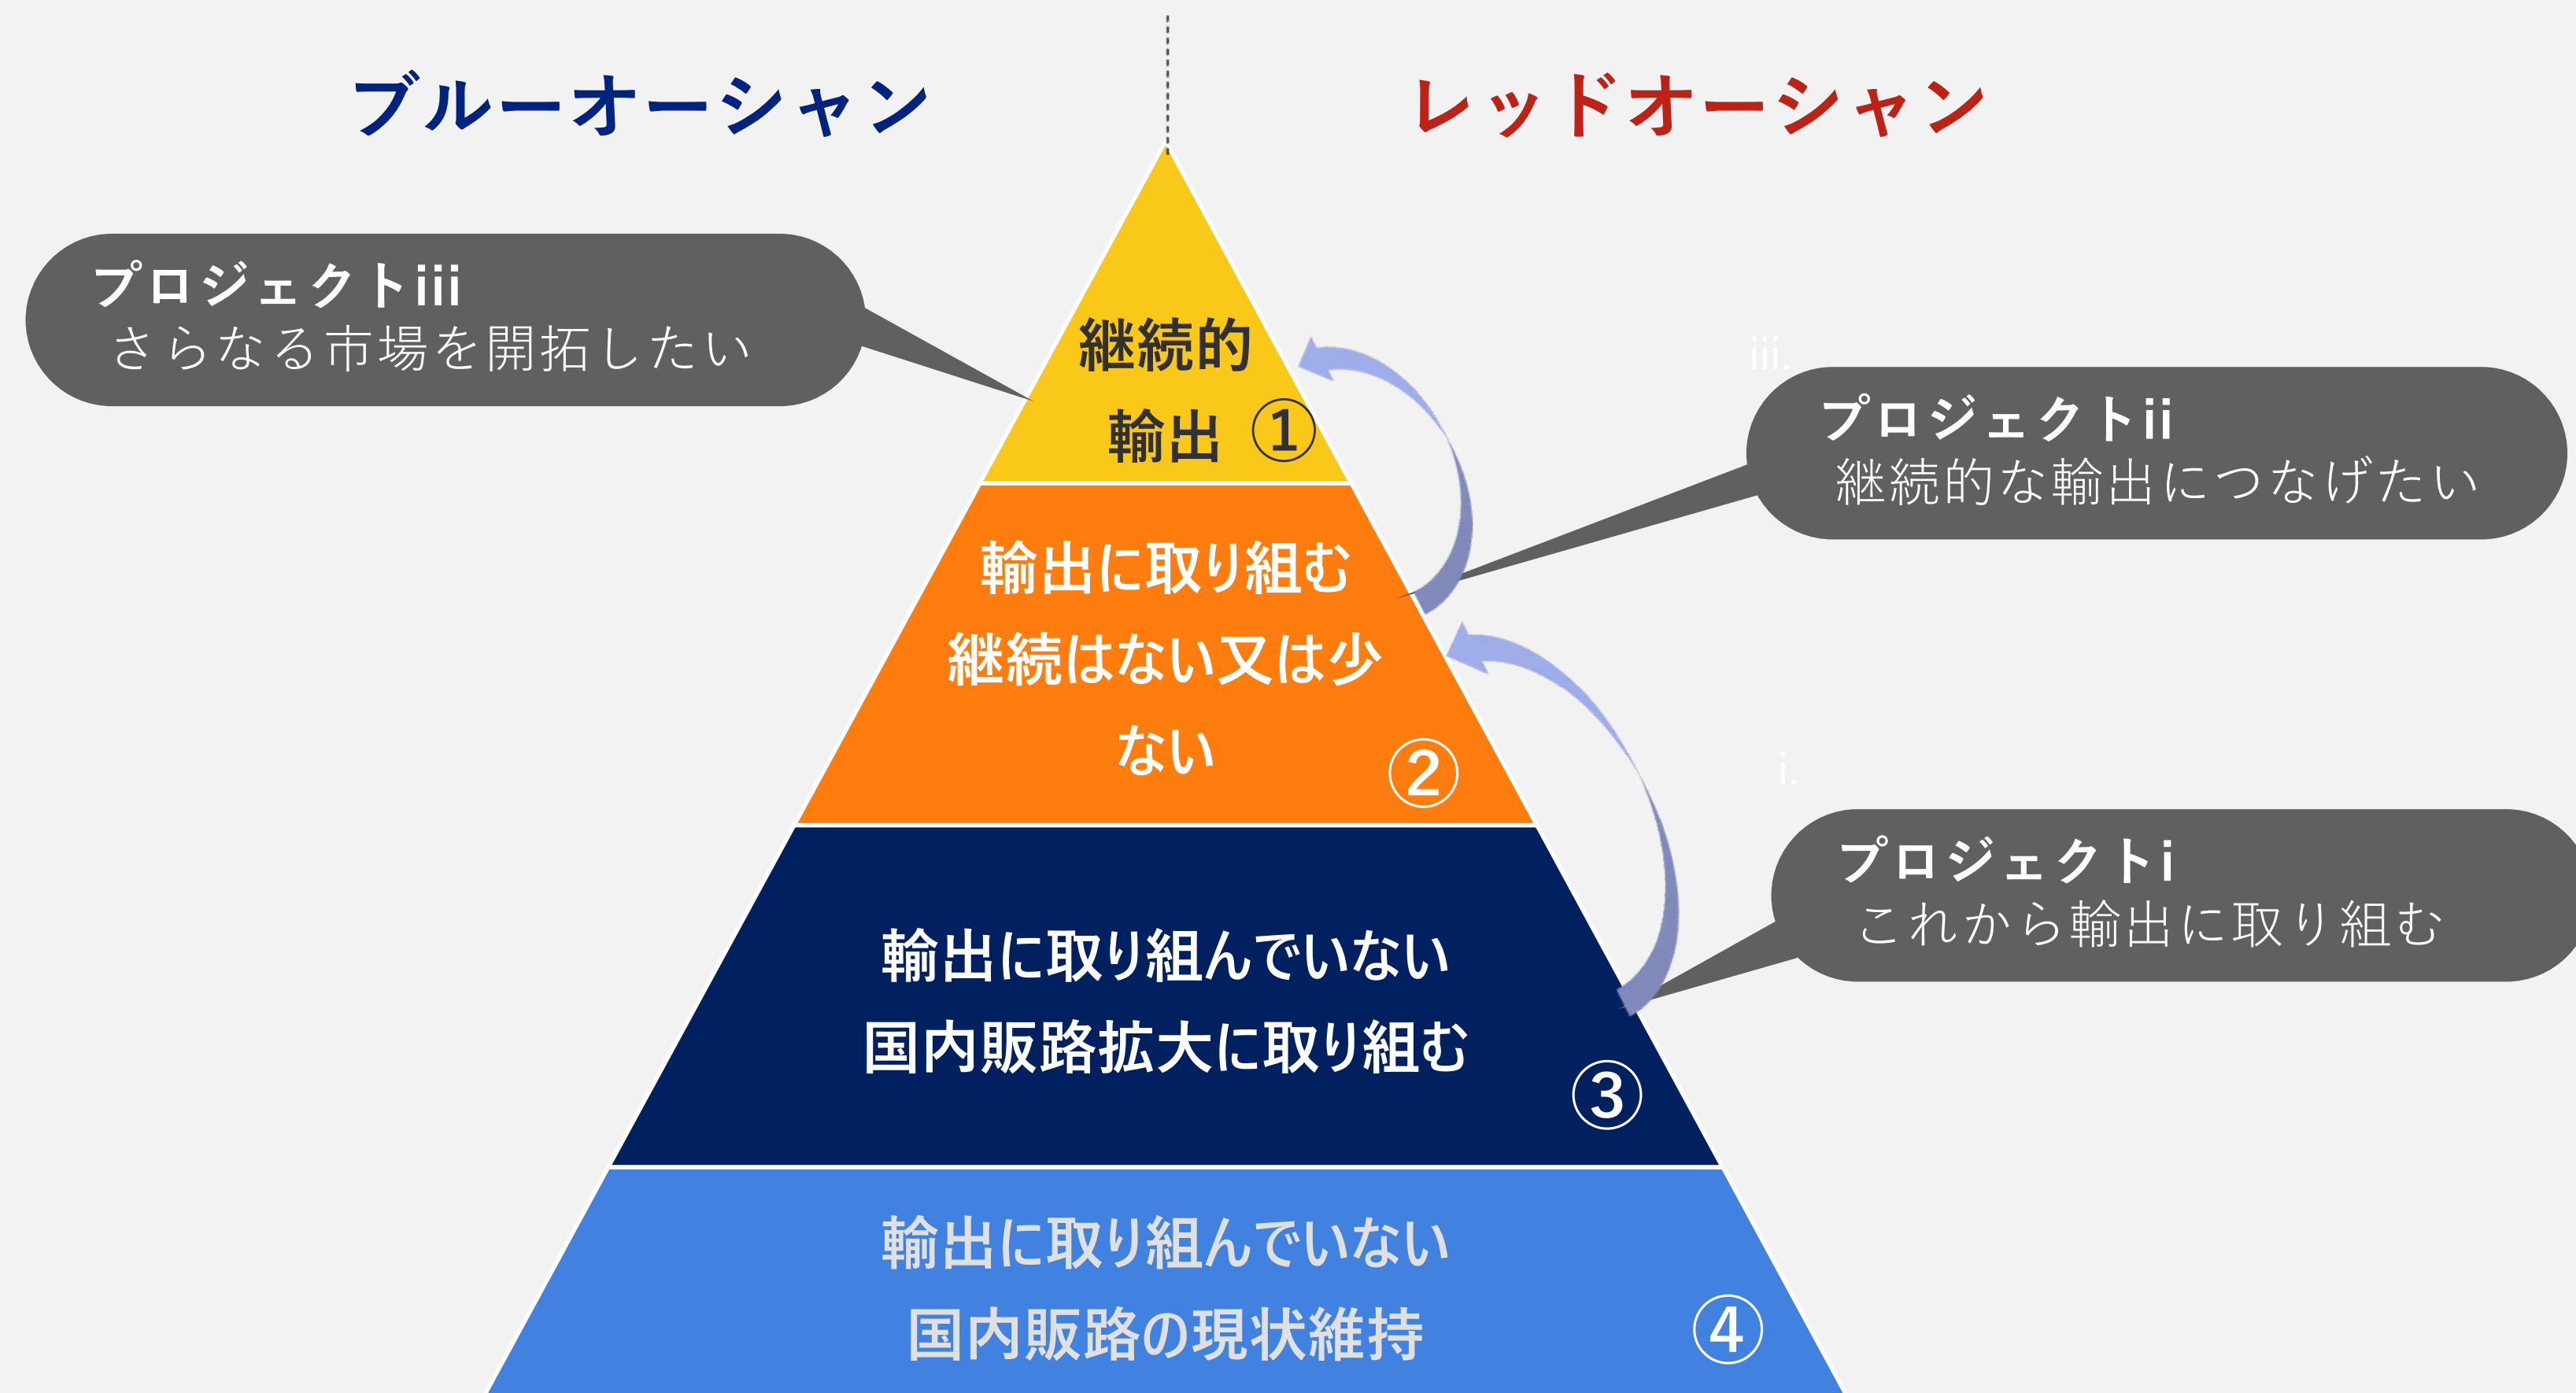 ブルーオーシャン
レッドオーシャン
プロジェクトiii
さらなる市場を開拓したい
継続的
輸出 ①
iii.
プロジェクトii
継続的な輸出につなげたい
輸出に取り組む
継続はない又は少
ない
②
i.
プロジェクトi
これから輸出に取り組む
輸出に取り組んでいない
国内販路拡大に取り組む
③
輸出に取り組んでいない
国内販路の現状維持
④